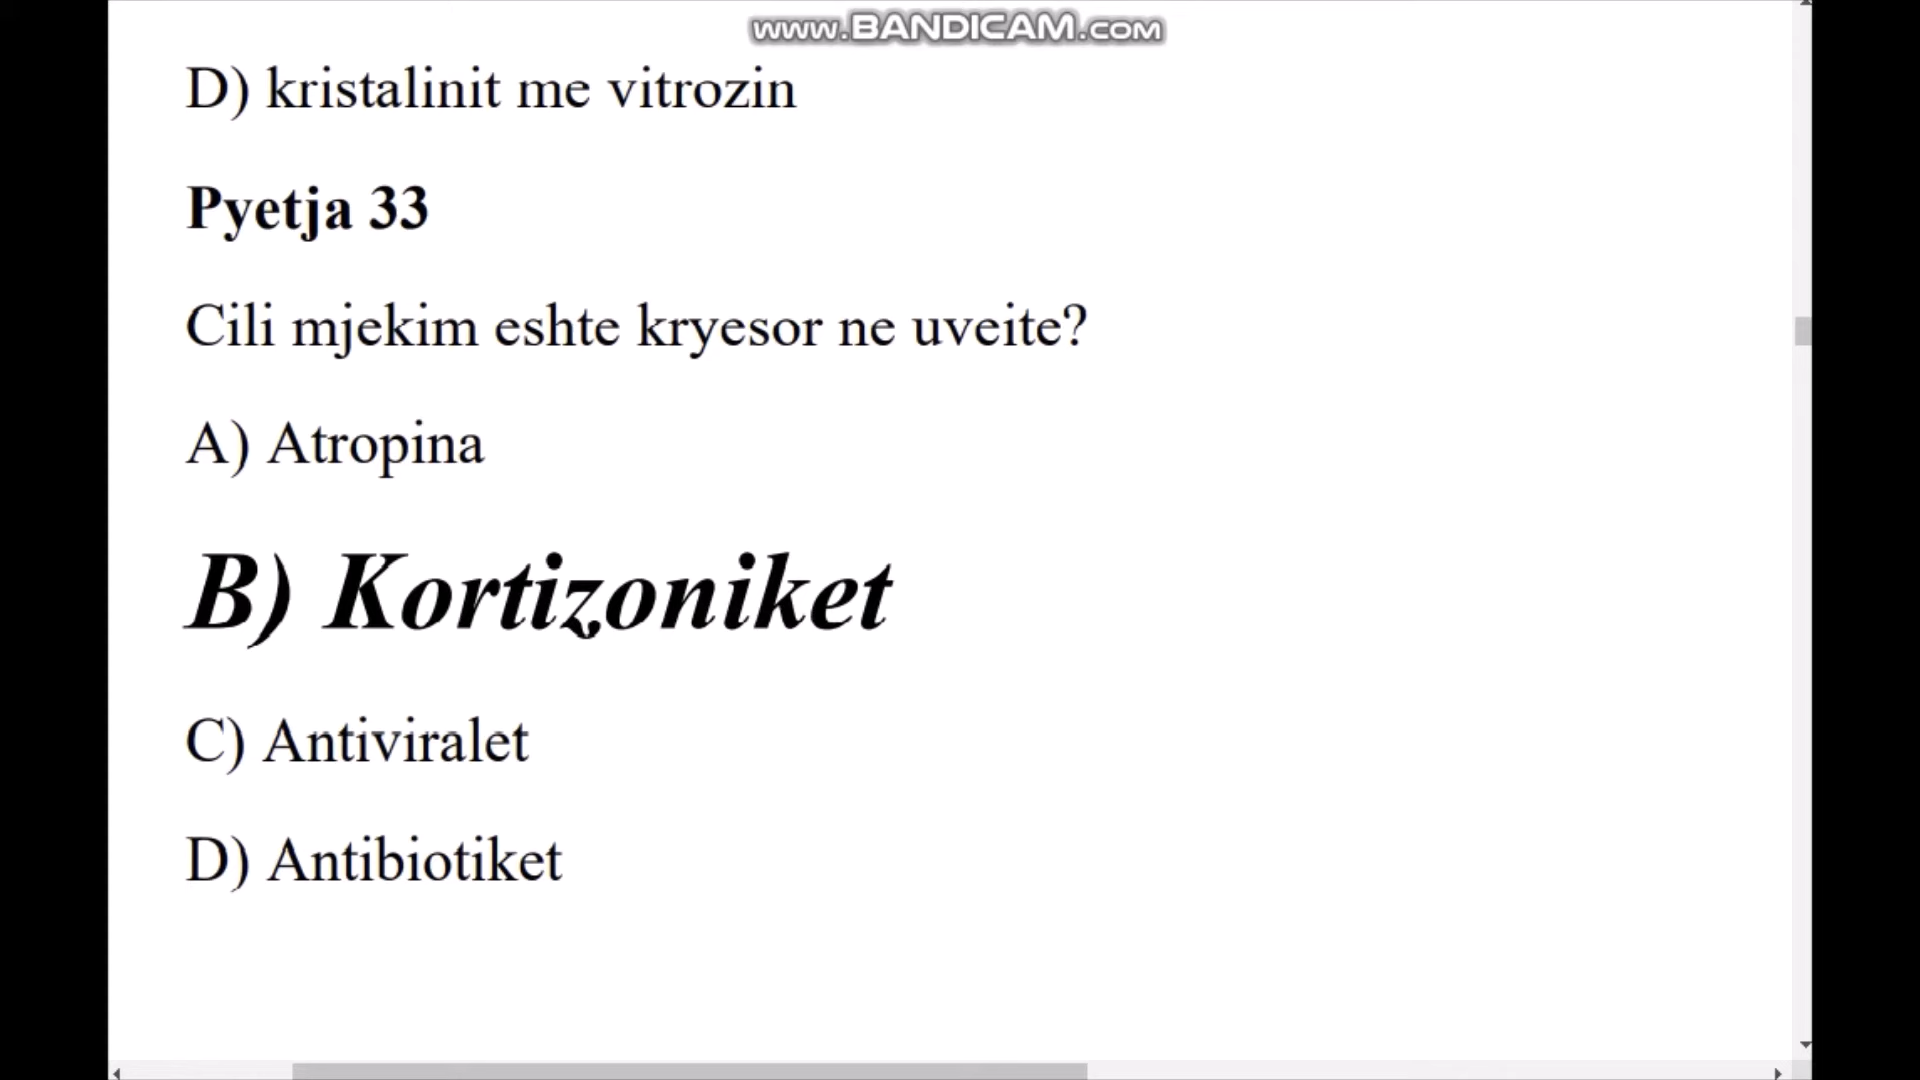 www.BANDICAM.com
D) kristalinit me vitrozin
Pyetja 33
Cili mjekim eshte kryesor ne uveite?
A) Atropina
B) Kortizoniket
C) Antiviralet
D) Antibiotiket